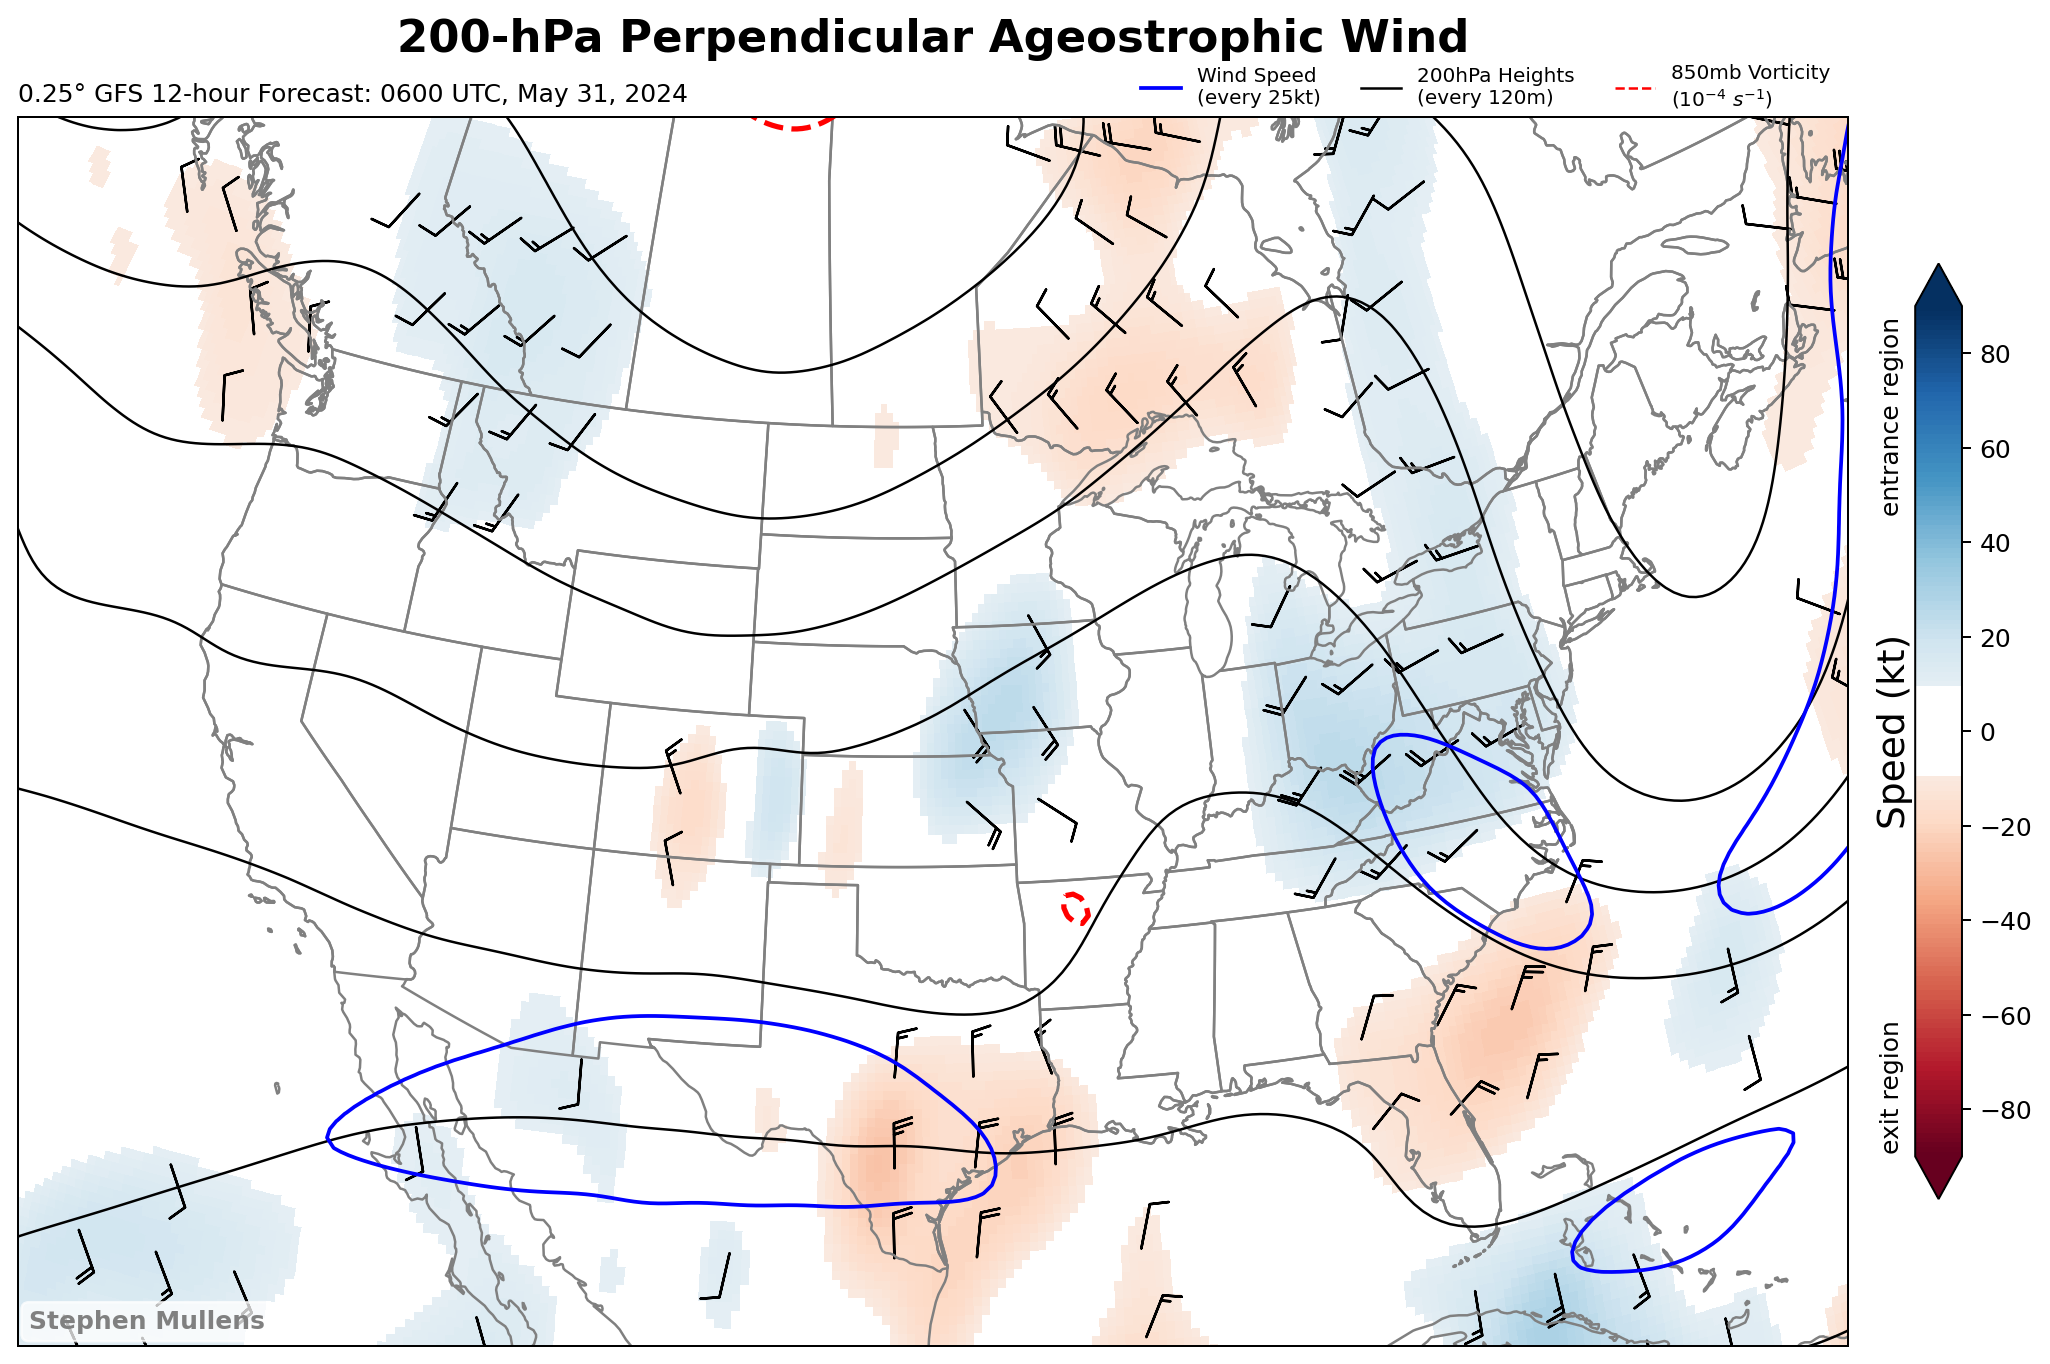 200-hPa Perpendicular Ageostrophic Wind
0.25° GFS 12-hour Forecast: 0600 UTC, May 31, 2024
Wind Speed
(every 25kt)
200hPa Heights
(every 120m)
850mb Vorticity
(10⁻⁴ s⁻¹)
entrance region
exit region
Speed (kt)
80
60
40
20
0
−20
−40
−60
−80
Stephen Mullens